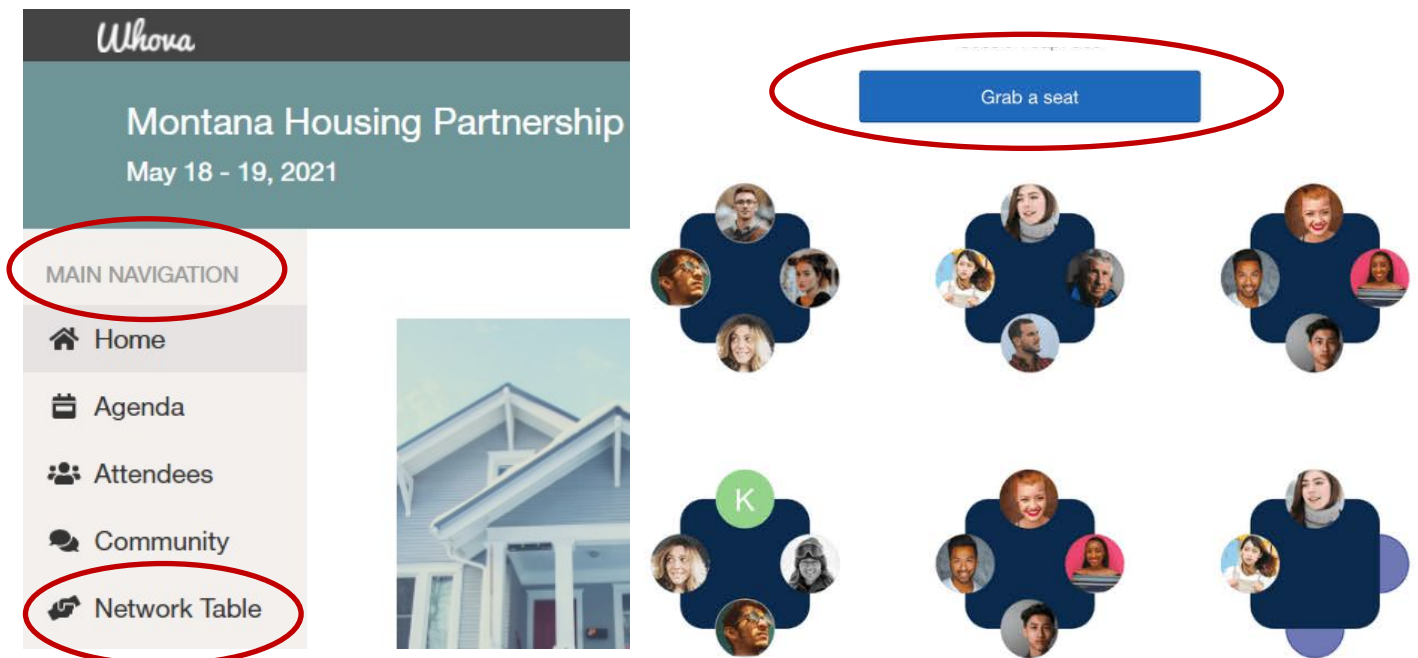 Whova
Montana Housing Partnership
May 18 - 19, 2021
MAIN NAVIGATION
Home
Agenda
Attendees
Community
Network Table
Grab a seat
K